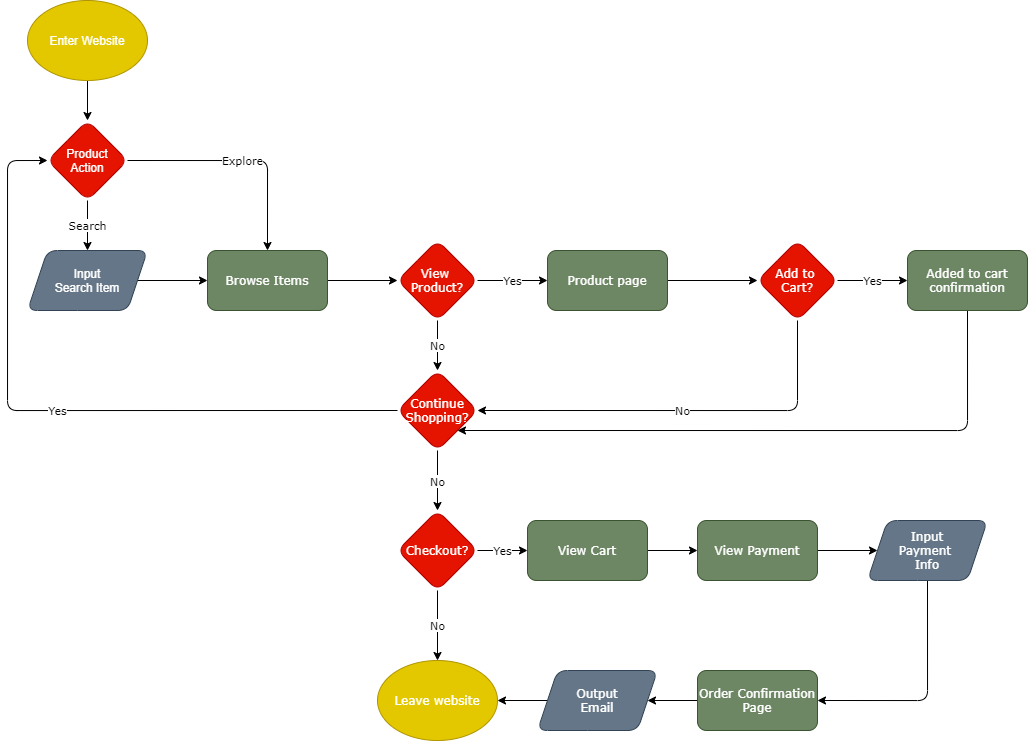 Enter Website
Product
Action
Explore
Search
Input
Search Item
Browse Items
View
Product?
Yes
Product page
Add to
Cart?
Yes
Added to cart
confirmation
No
Continue
Shopping?
Yes
No
No
Checkout?
Yes
View Cart
View Payment
Input
Payment
Info
No
Leave website
Output
Email
Order Confirmation
Page